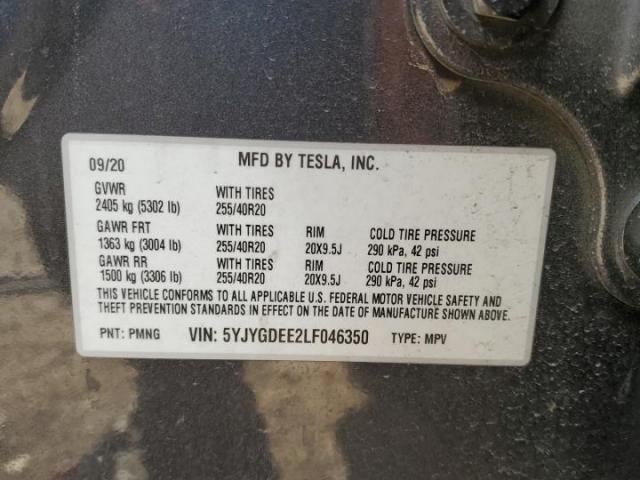 09/20 MFD BY TESLA, INC.
GVWR WITH TIRES
2405 kg (5302 lb) 255/40R20
GAWR FRT WITH TIRES RIM COLD TIRE PRESSURE
1363 kg (3004 lb) 255/40R20 20X9.5J 290 kPa, 42 psi
GAWR RR WITH TIRES RIM COLD TIRE PRESSURE
1500 kg (3306 lb) 255/40R20 20X9.5J 290 kPa, 42 psi
THIS VEHICLE CONFORMS TO ALL APPLICABLE U.S. FEDERAL MOTOR VEHICLE SAFETY AND
THEFT PREVENTION STANDARDS IN EFFECT ON THE DATE OF MANUFACTURE SHOWN ABOVE.
PNT: PMNG VIN: 5YJYGDEE2LF046350 TYPE: MPV